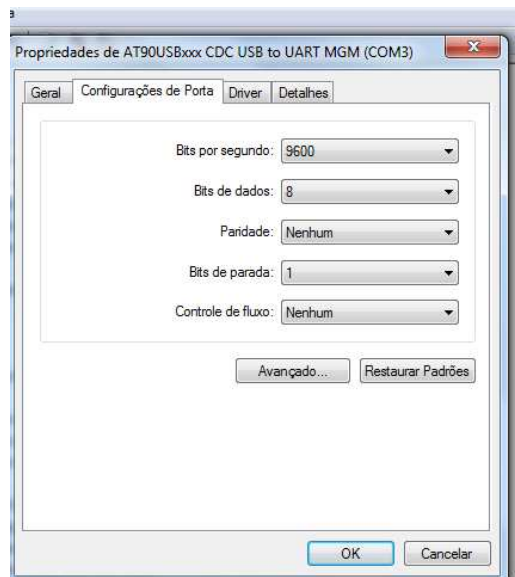 a
Propriedades de AT90USBxxx CDC USB to UART MGM (COM3)
Geral Configurações de Porta Driver Detalhes
Bits por segundo: 9600
Bits de dados: 8
Paridade: Nenhum
Bits de parada: 1
Controle de fluxo: Nenhum
Avançado... Restaurar Padrões
OK Cancelar